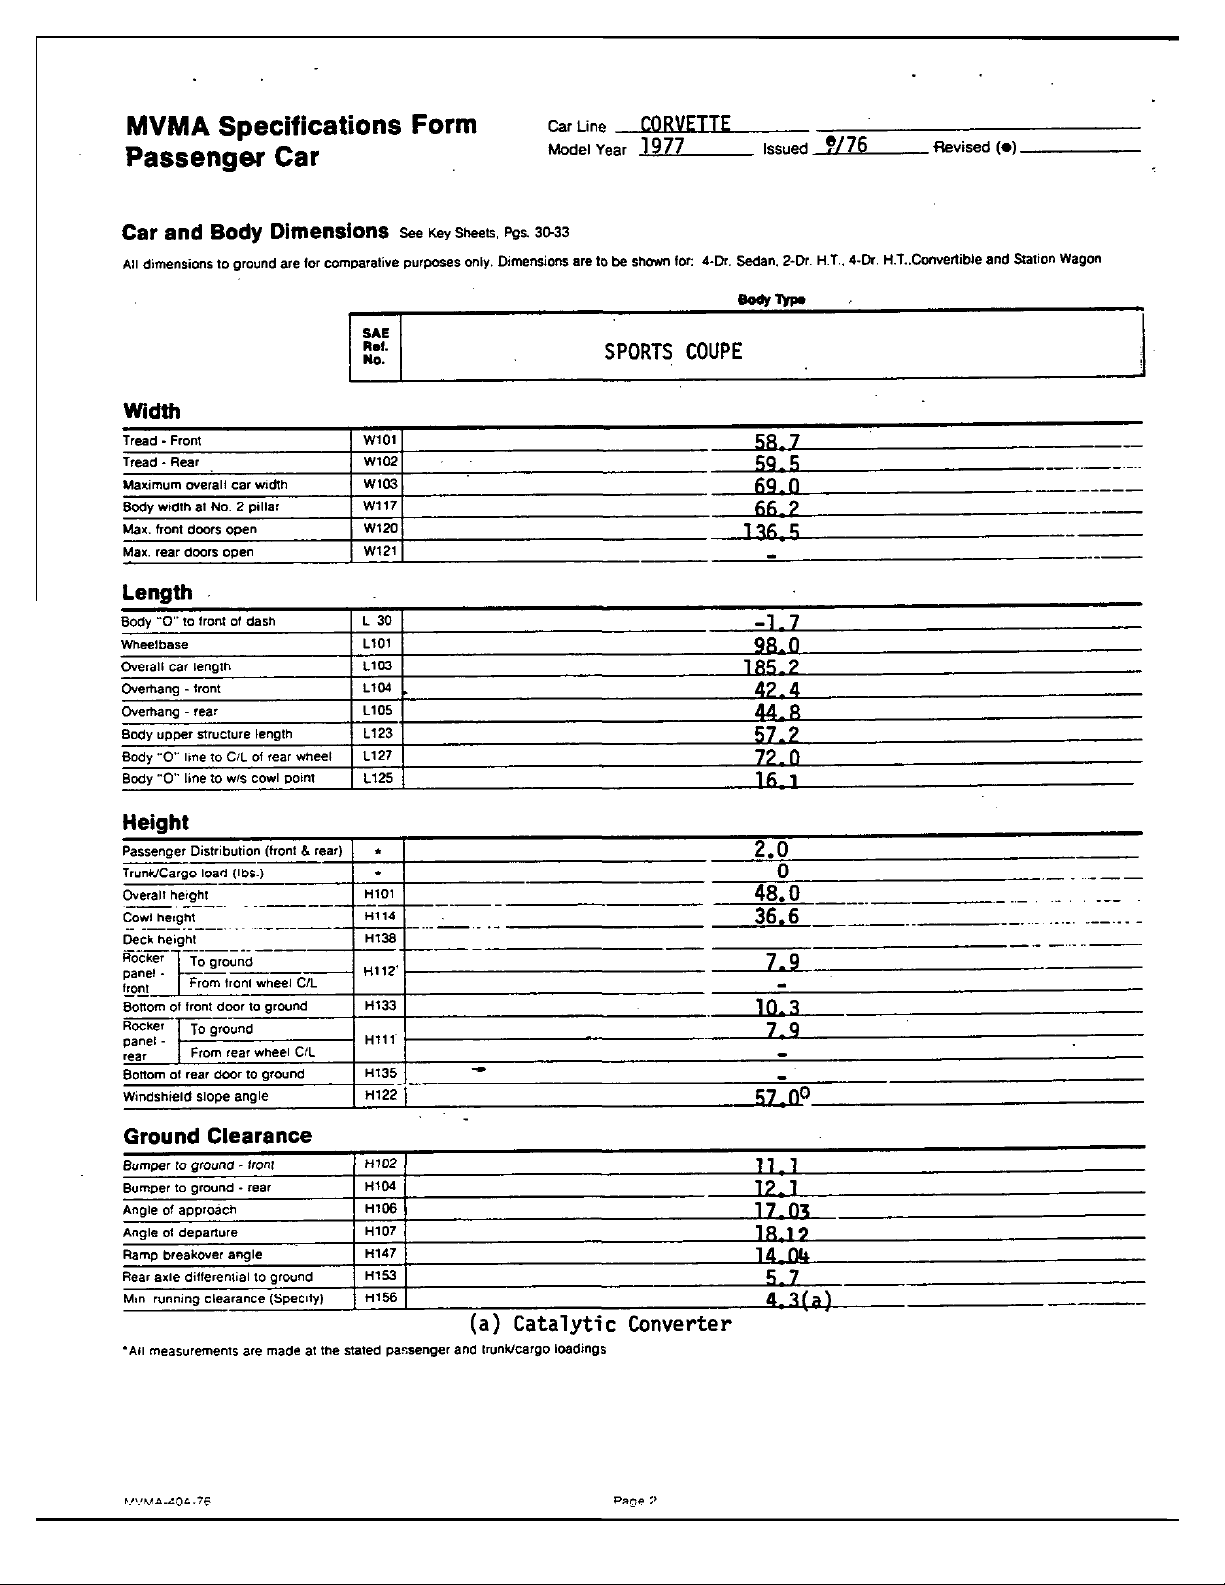 MVMA Specifications Form
Passenger Car
Car Line CORVETTE
Model Year 1977 Issued 9/76 Revised (●)
Car and Body Dimensions See Key Sheets, Pgs. 30-33
All dimensions to ground are for comparative purposes only. Dimensions are to be shown for: 4-Dr. Sedan, 2-Dr. H.T., 4-Dr. H.T.,Convertible and Station Wagon
Body Type
SAE
Ref.
No.
SPORTS COUPE
Width
Tread - Front W101 58.7
Tread - Rear W102 59.5
Maximum overall car width W103 69.0
Body width at No. 2 pillar W117 66.2
Max. front doors open W120 136.5
Max. rear doors open W121 -
Length
Body "O" to front of dash L 30 -1.7
Wheelbase L101 98.0
Overall car length L103 185.2
Overhang - front L104 42.4
Overhang - rear L105 44.8
Body upper structure length L123 57.2
Body "O" line to C/L of rear wheel L127 72.0
Body "O" line to w/s cowl point L125 16.1
Height
Passenger Distribution (front & rear) * 2.0
Trunk/Cargo load (lbs.) * 0
Overall height H101 48.0
Cowl height H114 36.6
Deck height H138
Rocker panel - front To ground H112 7.9
From front wheel C/L -
Bottom of front door to ground H133 10.3
Rocker panel - rear To ground H111 7.9
From rear wheel C/L -
Bottom of rear door to ground H135 -
Windshield slope angle H122 57.0°
Ground Clearance
Bumper to ground - front H102 11.1
Bumper to ground - rear H104 12.1
Angle of approach H106 17.03
Angle of departure H107 18.12
Ramp breakover angle H147 14.04
Rear axle differential to ground H153 5.7
Min running clearance (Specify) H156 4.3(a)
(a) Catalytic Converter
*All measurements are made at the stated passenger and trunk/cargo loadings
MVMA-40A-76
Page 2